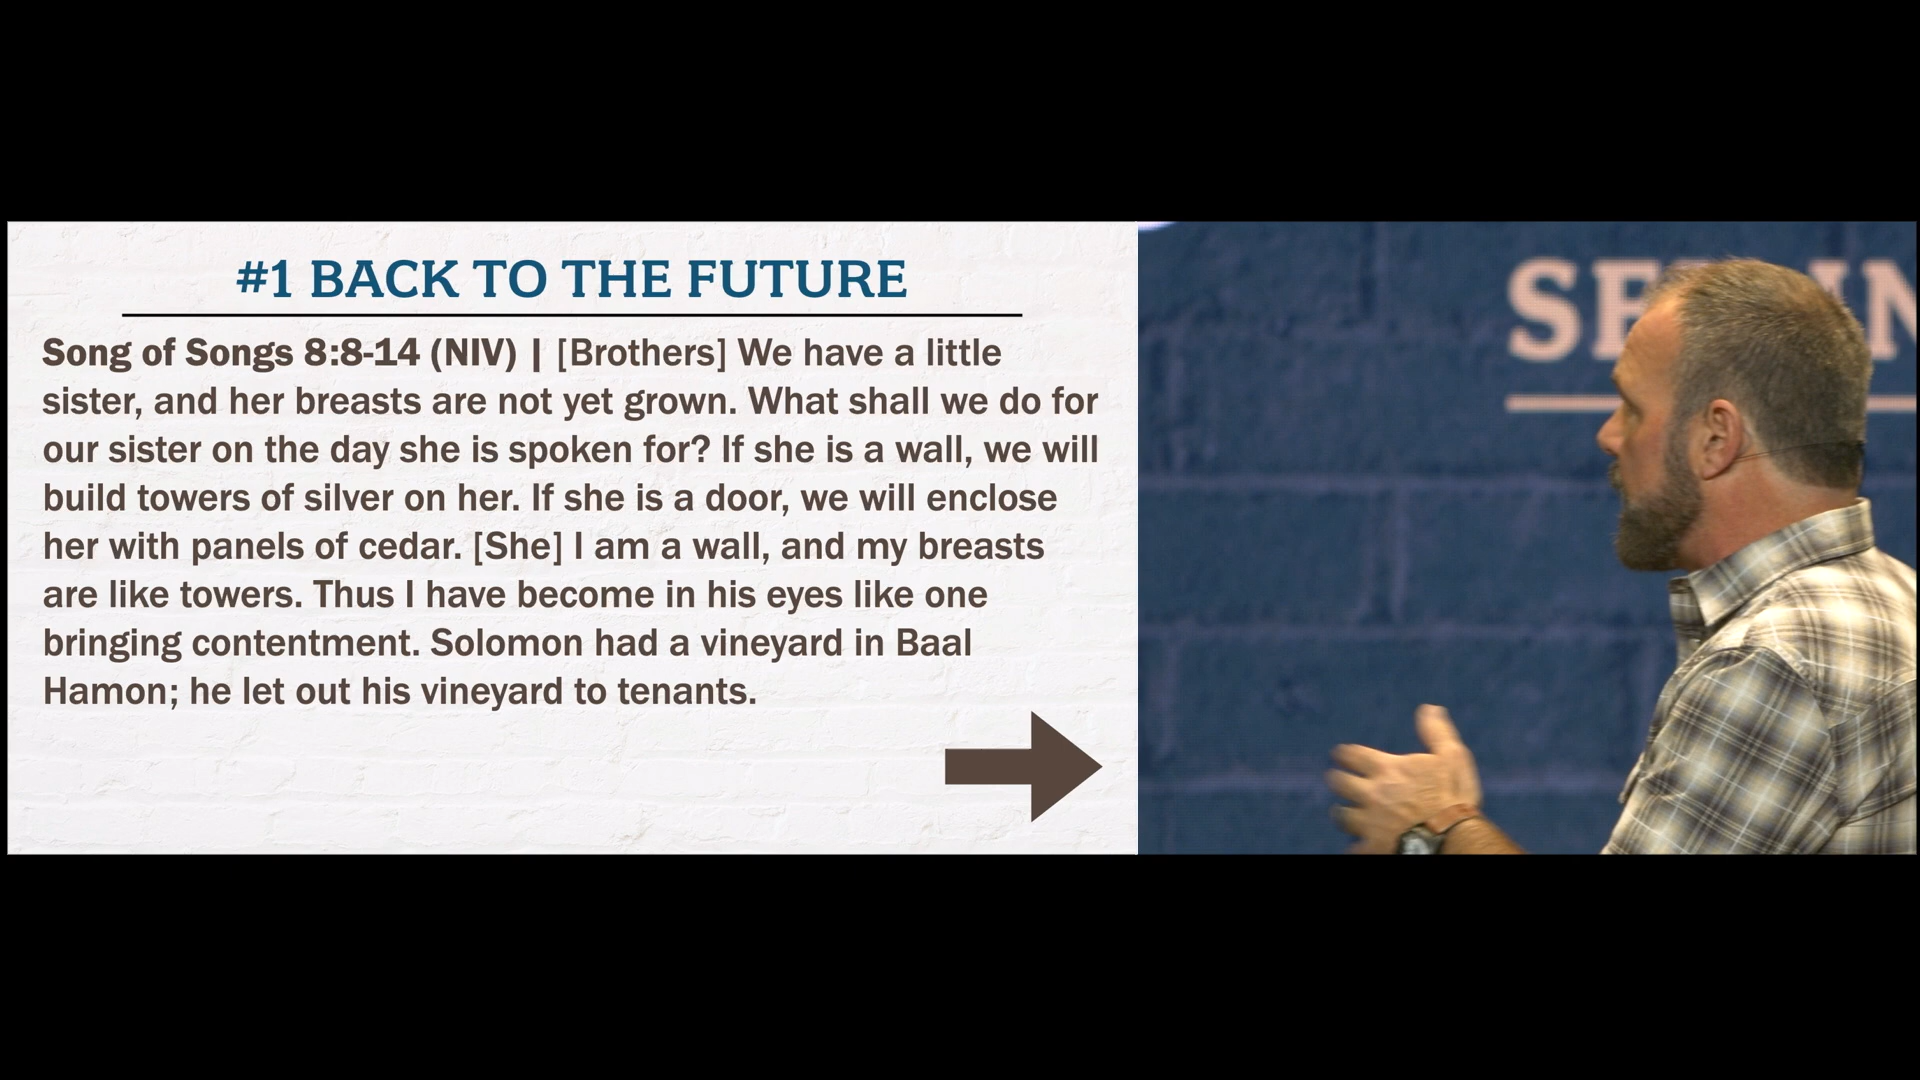 #1 BACK TO THE FUTURE
Song of Songs 8:8-14 (NIV) | [Brothers] We have a little
sister, and her breasts are not yet grown. What shall we do for
our sister on the day she is spoken for? If she is a wall, we will
build towers of silver on her. If she is a door, we will enclose
her with panels of cedar. [She] I am a wall, and my breasts
are like towers. Thus I have become in his eyes like one
bringing contentment. Solomon had a vineyard in Baal
Hamon; he let out his vineyard to tenants.